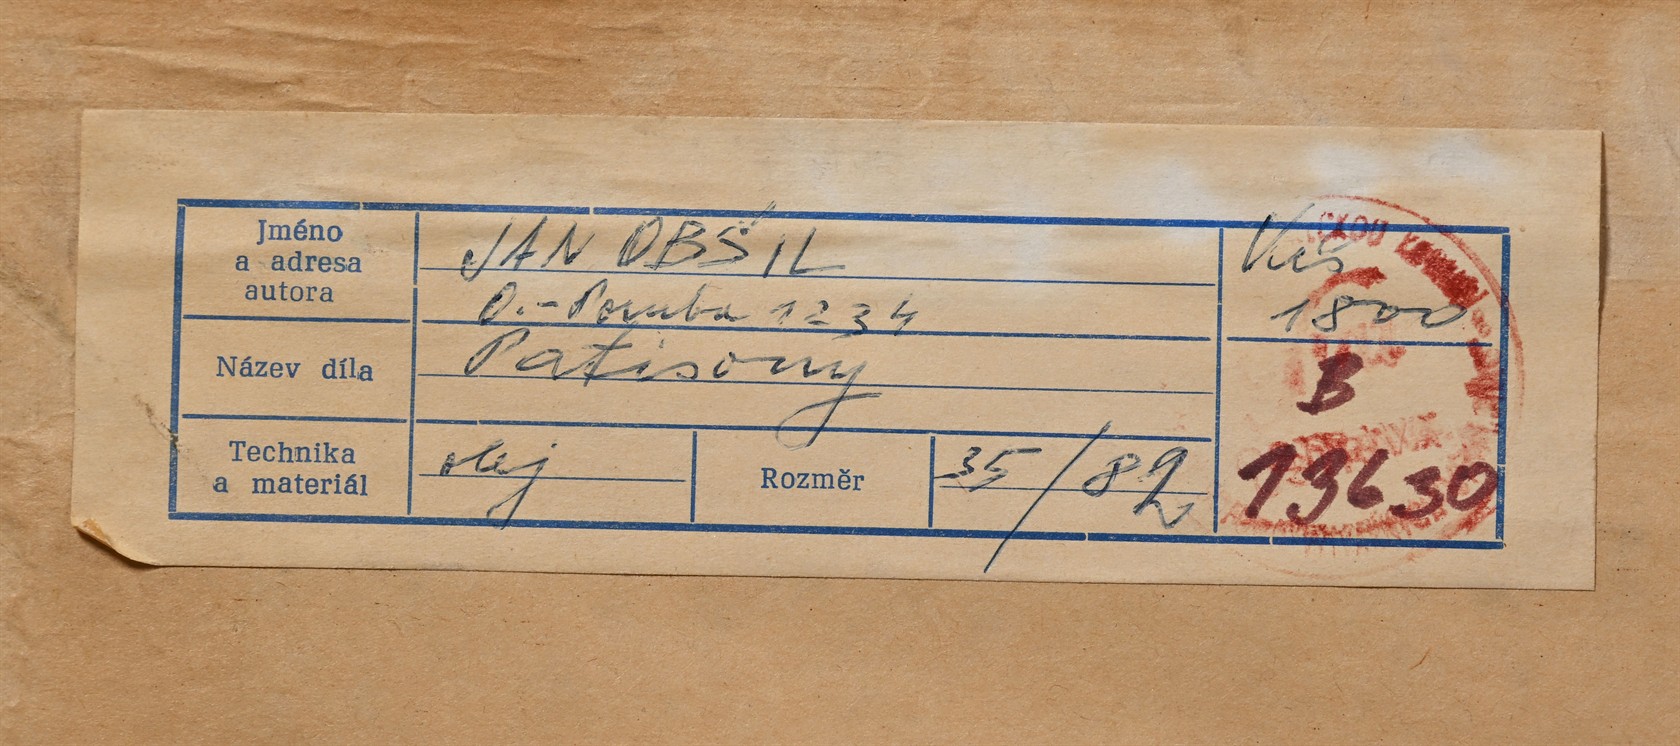 Jméno
a adresa
autora
JAN OBŠIL
O.-Poruba 1234
Název díla
Patisony
Technika
a materiál
olej
Rozměr
35/82
Kčs
1800
B
13630